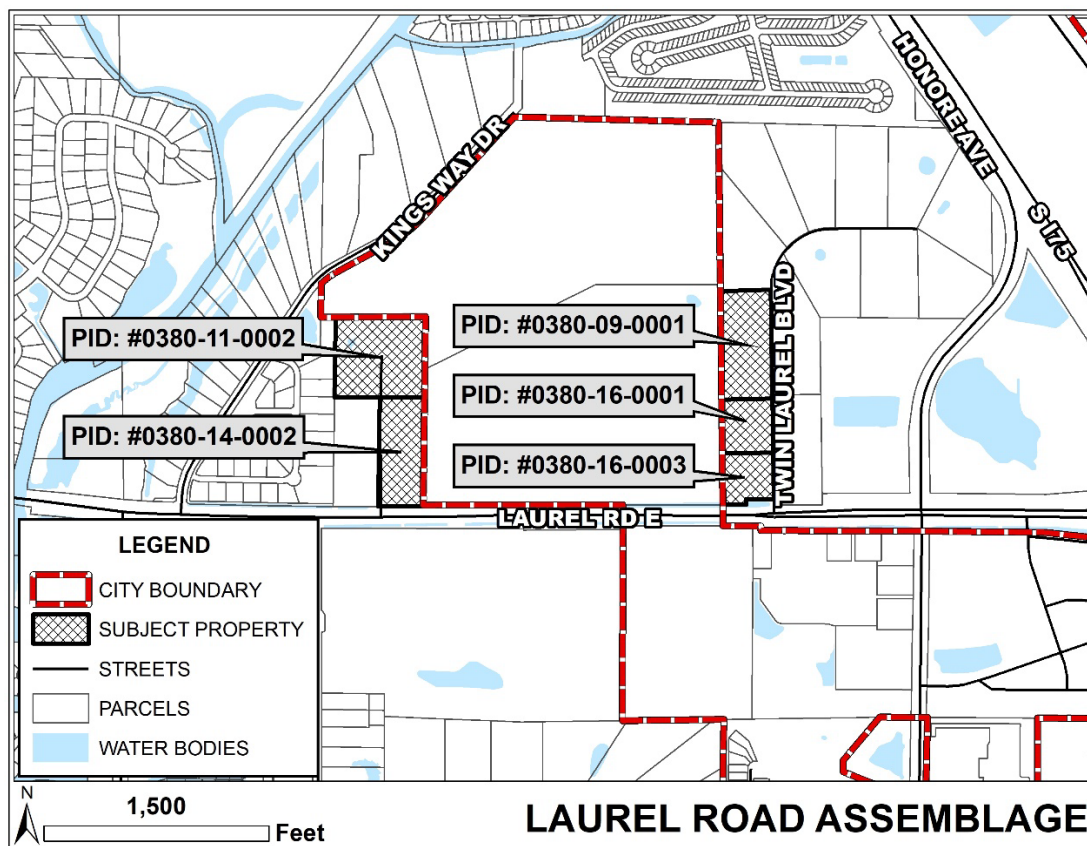 HONORE AVE
S I 75
KINGS WAY DR
PID: #0380-11-0002
PID: #0380-09-0001
TWIN LAUREL BLVD
PID: #0380-16-0001
PID: #0380-14-0002
PID: #0380-16-0003
LAUREL RD E
LEGEND
CITY BOUNDARY
SUBJECT PROPERTY
STREETS
PARCELS
WATER BODIES
N
1,500
Feet
LAUREL ROAD ASSEMBLAGE